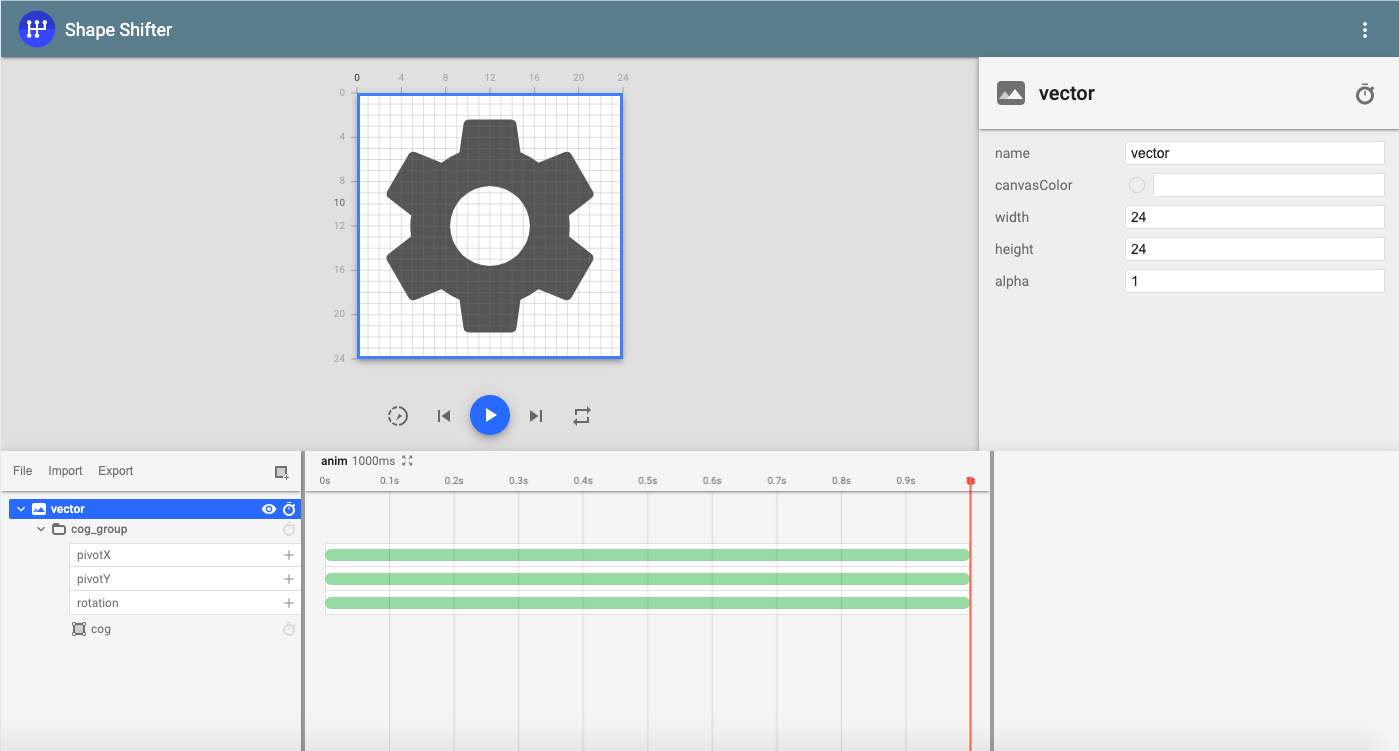 Shape Shifter
0 4 8 12 16 20 24
0
4
8
10
12
16
20
24
vector
name vector
canvasColor
width 24
height 24
alpha 1
File Import Export
anim 1000ms
0s 0.1s 0.2s 0.3s 0.4s 0.5s 0.6s 0.7s 0.8s 0.9s 1s
vector
cog_group
pivotX
pivotY
rotation
cog